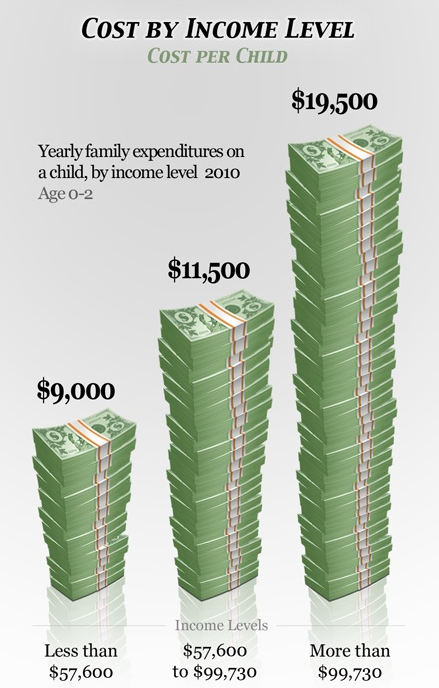 Cost by Income Level
Cost per Child
$19,500
Yearly family expenditures on
a child, by income level 2010
Age 0-2
$11,500
$9,000
Income Levels
Less than
$57,600
$57,600
to $99,730
More than
$99,730